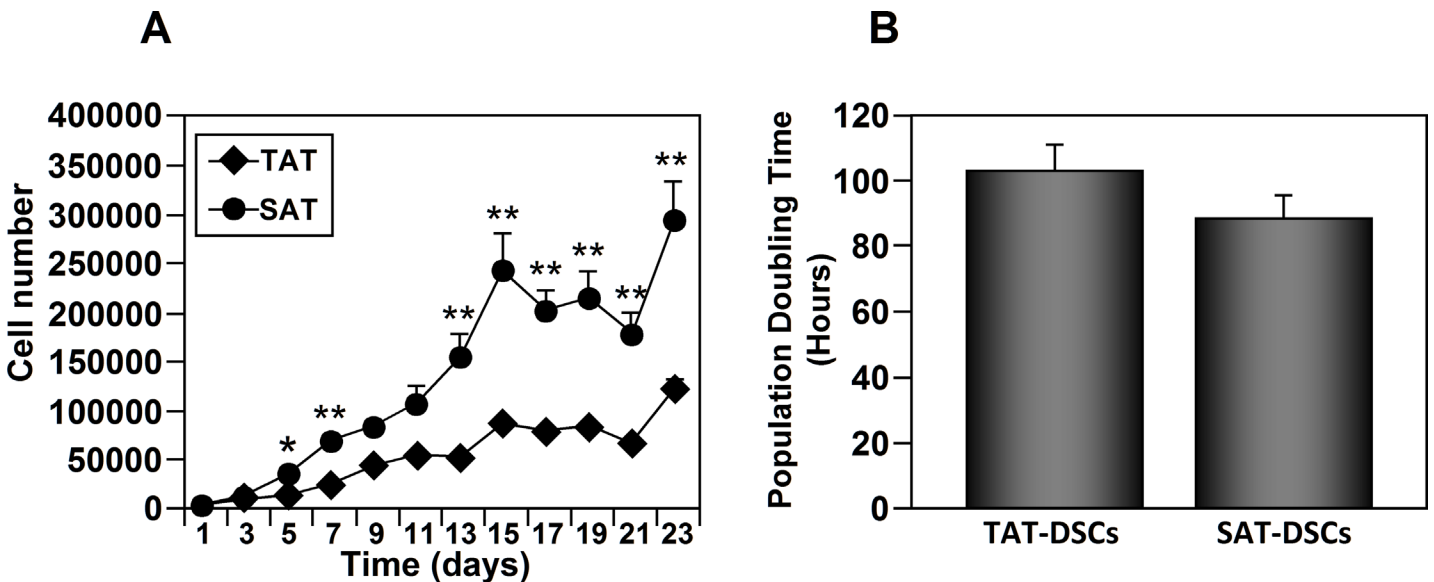 A
400000
350000
300000
250000
200000
150000
100000
50000
0
Cell number
TAT
SAT
*
**
**
**
**
**
**
**
1 3 5 7 9 11 13 15 17 19 21 23
Time (days)
B
120
100
80
60
40
20
0
Population Doubling Time
(Hours)
TAT-DSCs SAT-DSCs